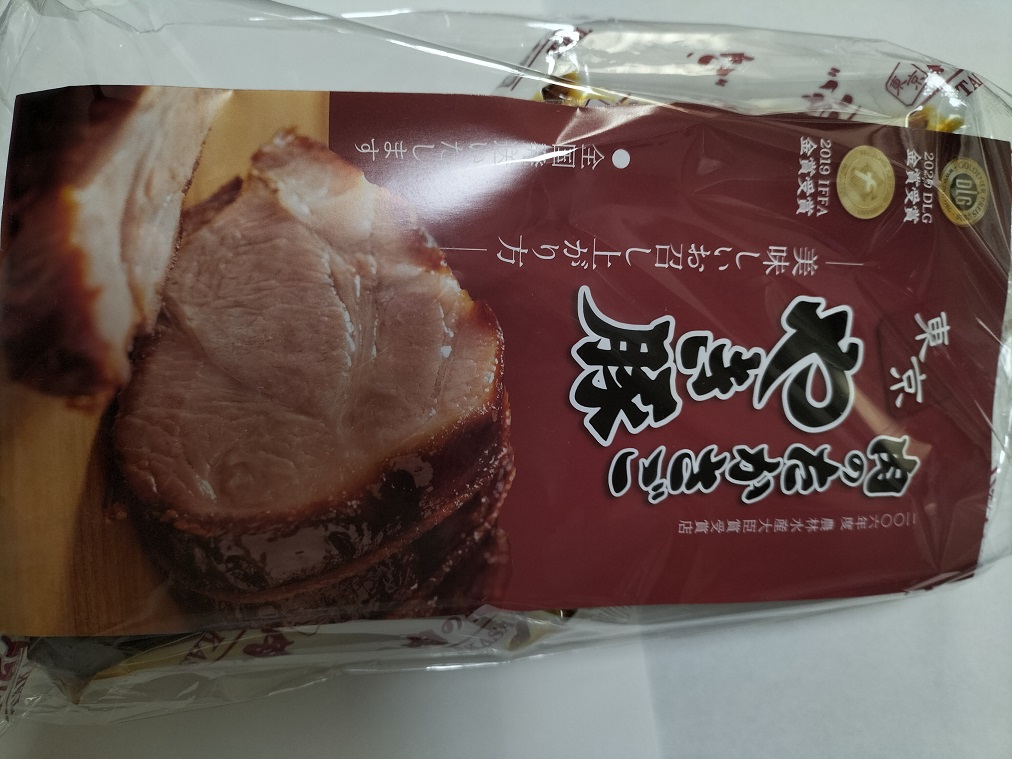 二〇〇六年度 農林水産大臣賞受賞店
肉のたかさご
東京
やき豚
美味しいお召し上がり方
DLG
DLG
金賞受賞
2019 IFFA
金賞受賞
●全国発送いたします